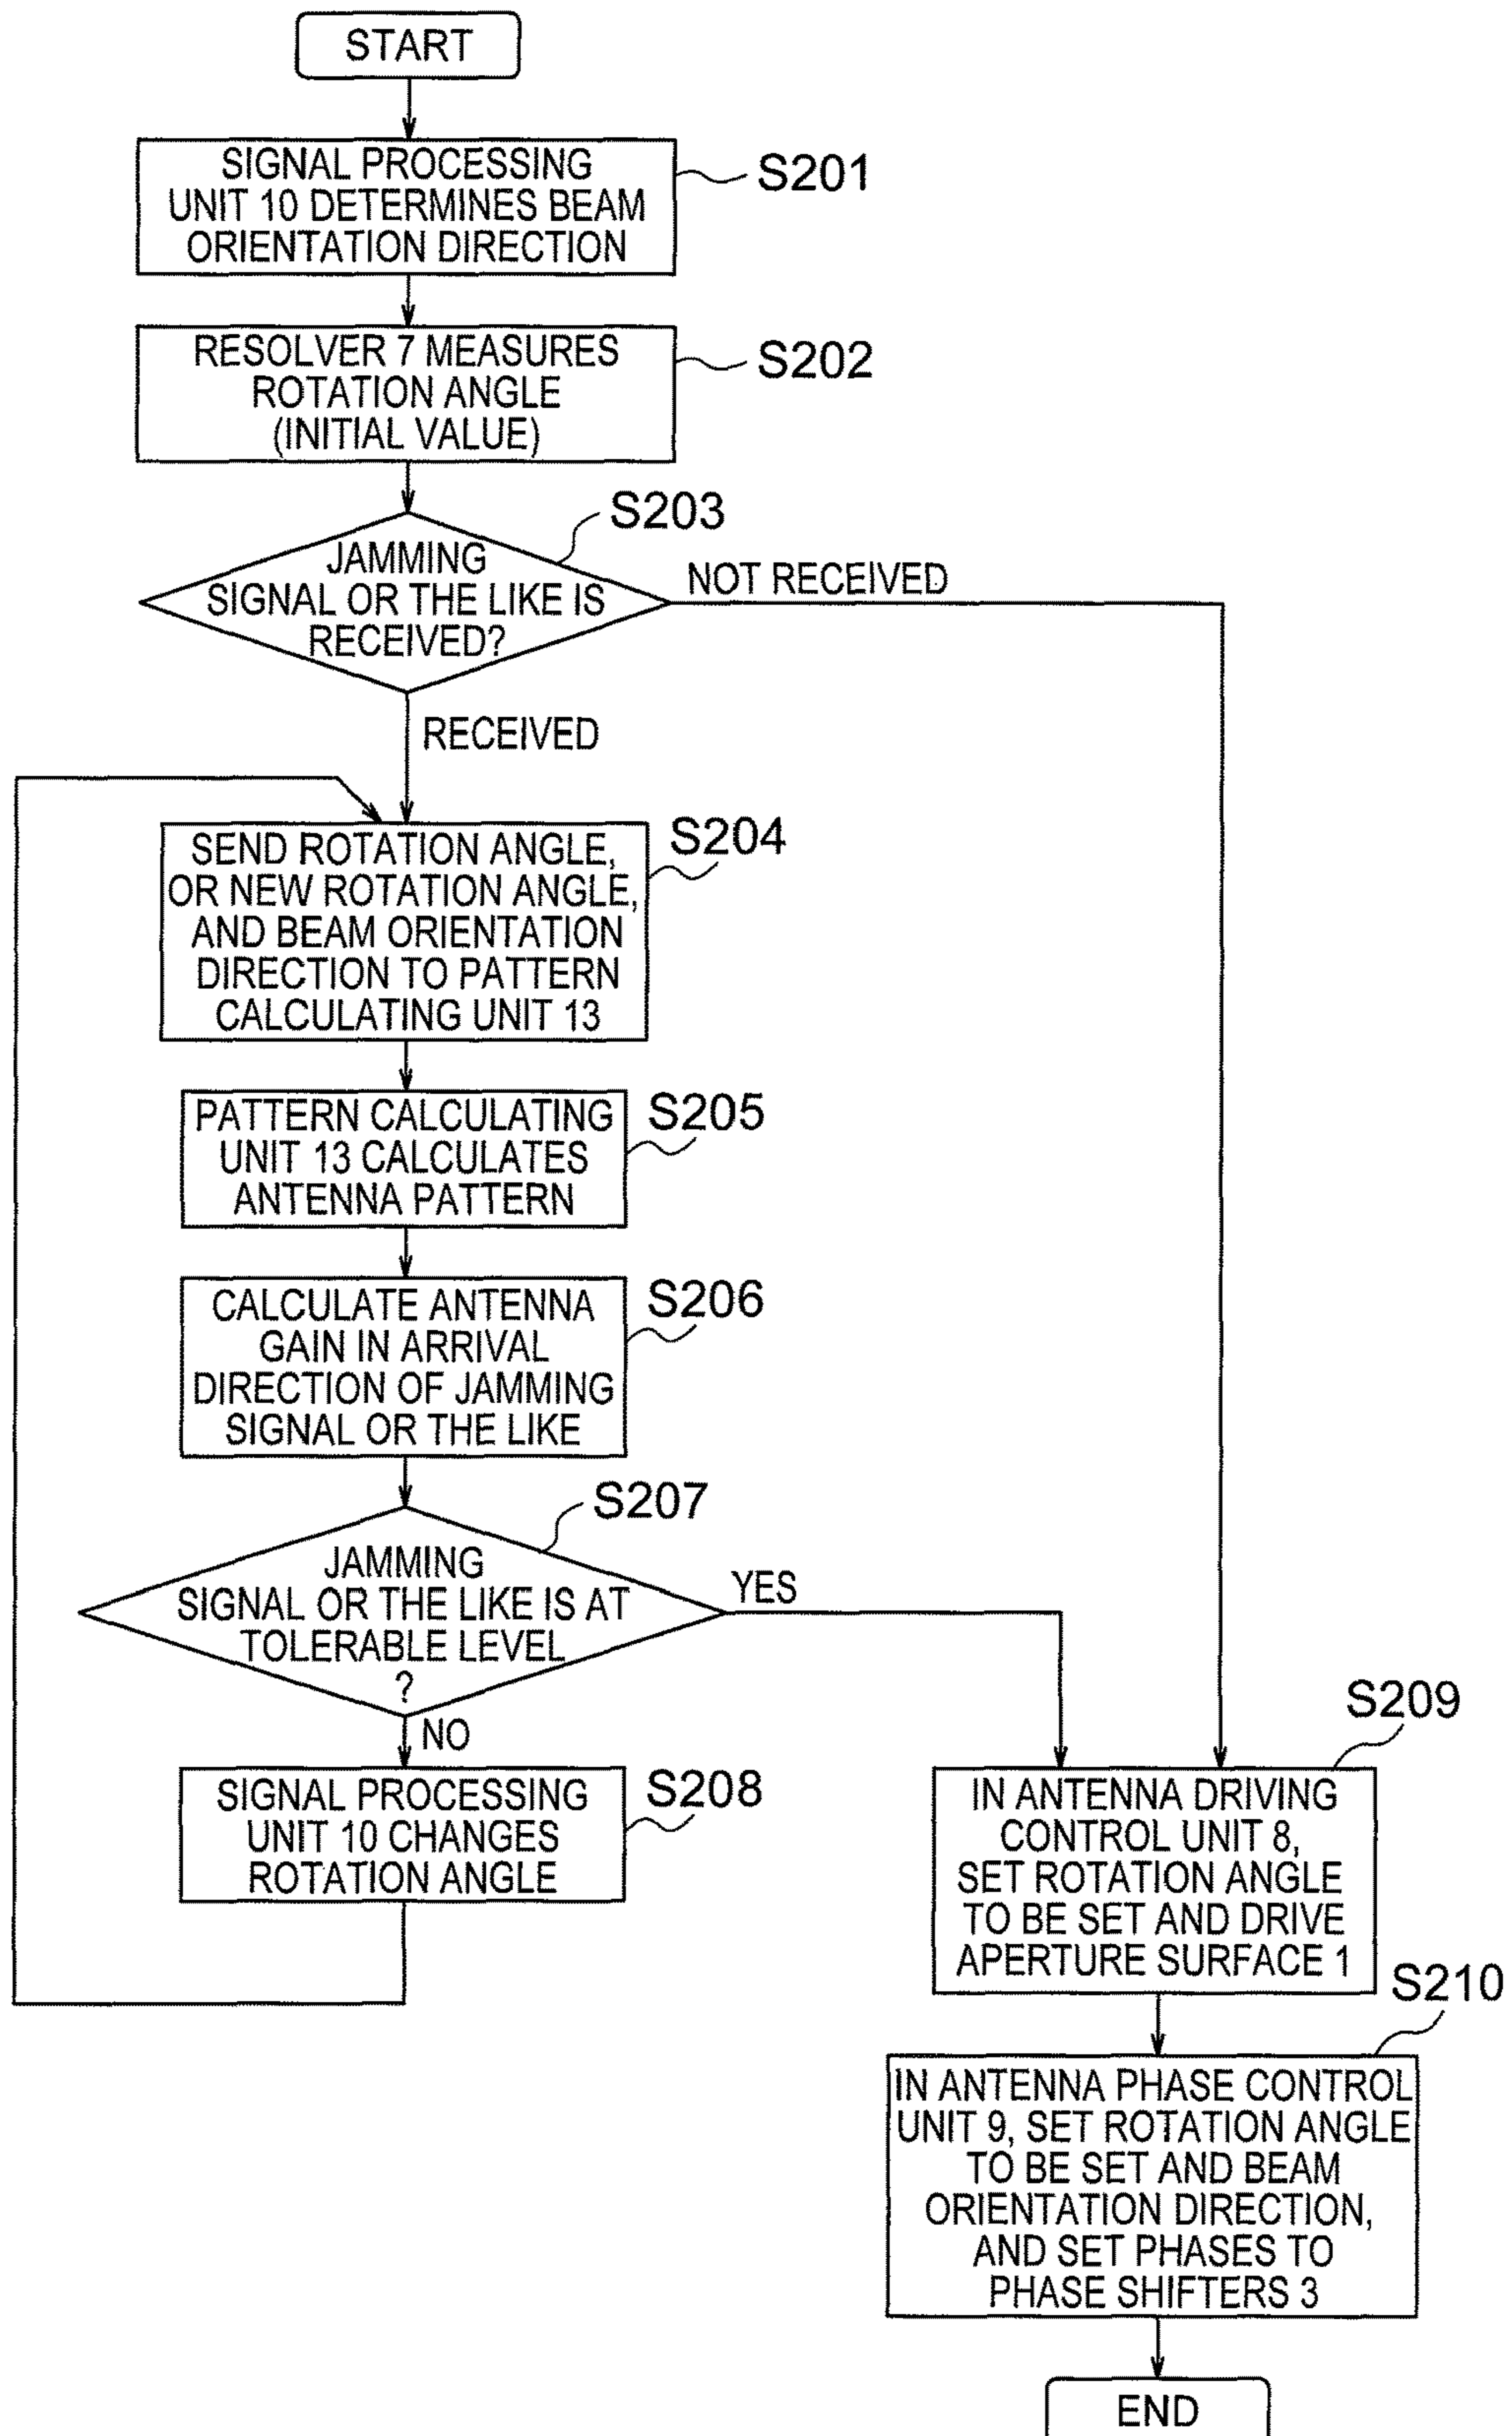 START
SIGNAL PROCESSING
UNIT 10 DETERMINES BEAM
ORIENTATION DIRECTION
S201
RESOLVER 7 MEASURES
ROTATION ANGLE
(INITIAL VALUE)
S202
S203
JAMMING
SIGNAL OR THE LIKE IS
RECEIVED?
NOT RECEIVED
RECEIVED
SEND ROTATION ANGLE,
OR NEW ROTATION ANGLE,
AND BEAM ORIENTATION
DIRECTION TO PATTERN
CALCULATING UNIT 13
S204
PATTERN CALCULATING
UNIT 13 CALCULATES
ANTENNA PATTERN
S205
CALCULATE ANTENNA
GAIN IN ARRIVAL
DIRECTION OF JAMMING
SIGNAL OR THE LIKE
S206
S207
JAMMING
SIGNAL OR THE LIKE IS AT
TOLERABLE LEVEL
?
YES
NO
SIGNAL PROCESSING
UNIT 10 CHANGES
ROTATION ANGLE
S208
S209
IN ANTENNA DRIVING
CONTROL UNIT 8,
SET ROTATION ANGLE
TO BE SET AND DRIVE
APERTURE SURFACE 1
S210
IN ANTENNA PHASE CONTROL
UNIT 9, SET ROTATION ANGLE
TO BE SET AND BEAM
ORIENTATION DIRECTION,
AND SET PHASES TO
PHASE SHIFTERS 3
END